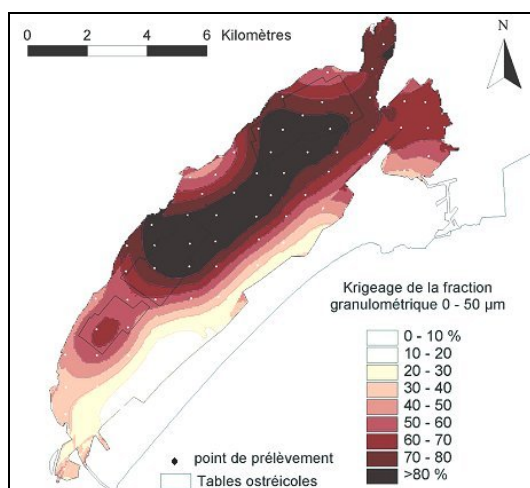 0 2 4 6 Kilomètres
N
Krigeage de la fraction
granulométrique 0 - 50 µm
0 - 10 %
10 - 20
20 - 30
30 - 40
40 - 50
50 - 60
60 - 70
70 - 80
>80 %
point de prélèvement
Tables ostréicoles